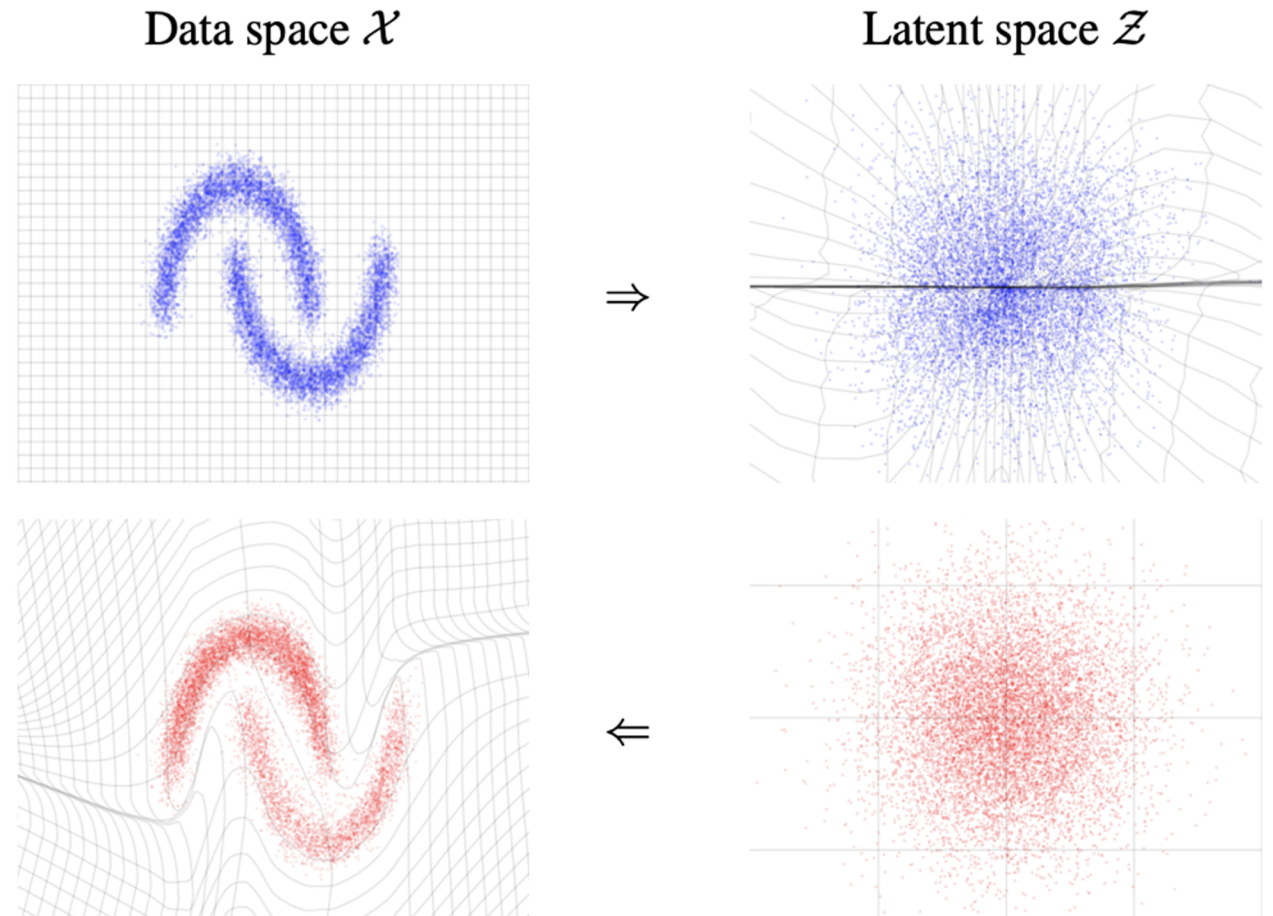 Data space 𝒳
Latent space 𝒵
⇒
⇐